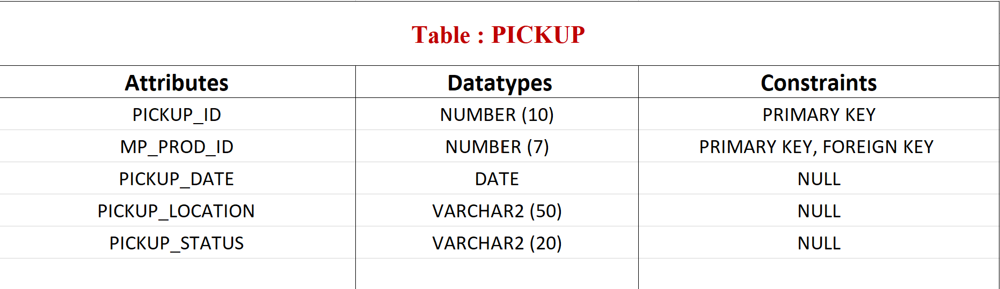 Table : PICKUP
Attributes Datatypes Constraints
PICKUP_ID NUMBER (10) PRIMARY KEY
MP_PROD_ID NUMBER (7) PRIMARY KEY, FOREIGN KEY
PICKUP_DATE DATE NULL
PICKUP_LOCATION VARCHAR2 (50) NULL
PICKUP_STATUS VARCHAR2 (20) NULL